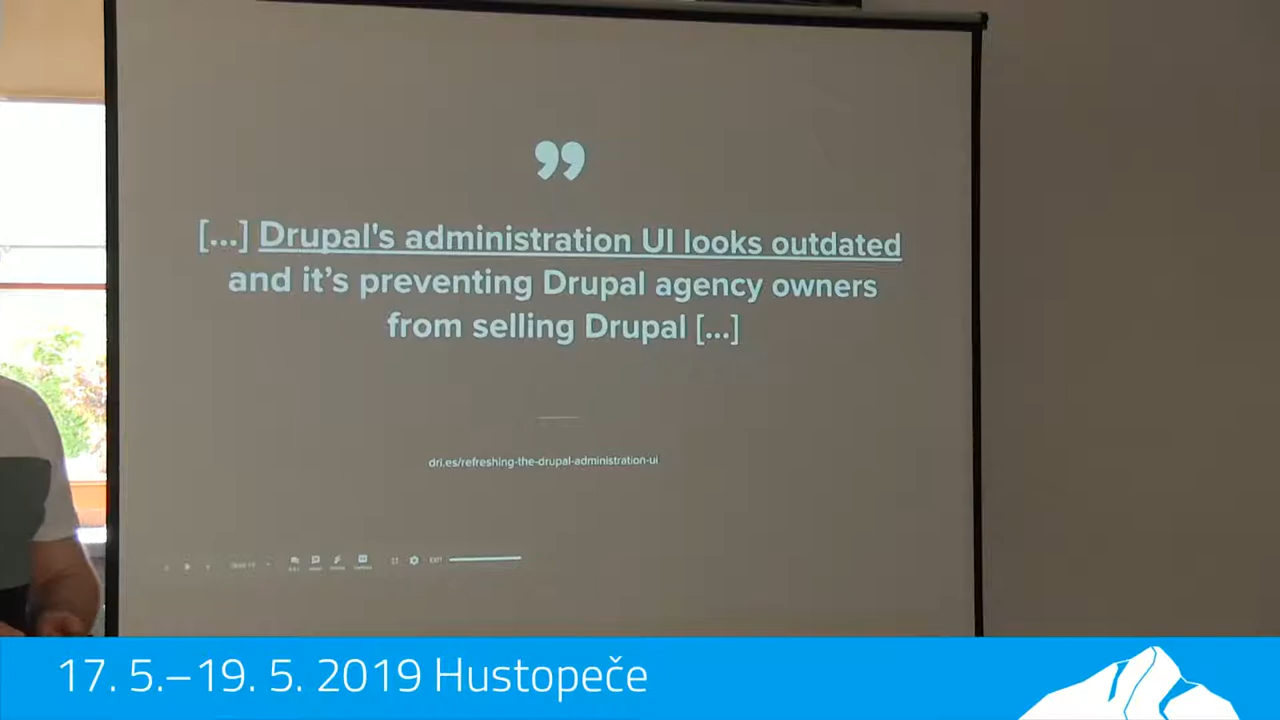 ”
[...] Drupal's administration UI looks outdated
and it’s preventing Drupal agency owners
from selling Drupal [...]
dri.es/refreshing-the-drupal-administration-ui
EXIT
17. 5.–19. 5. 2019 Hustopeče